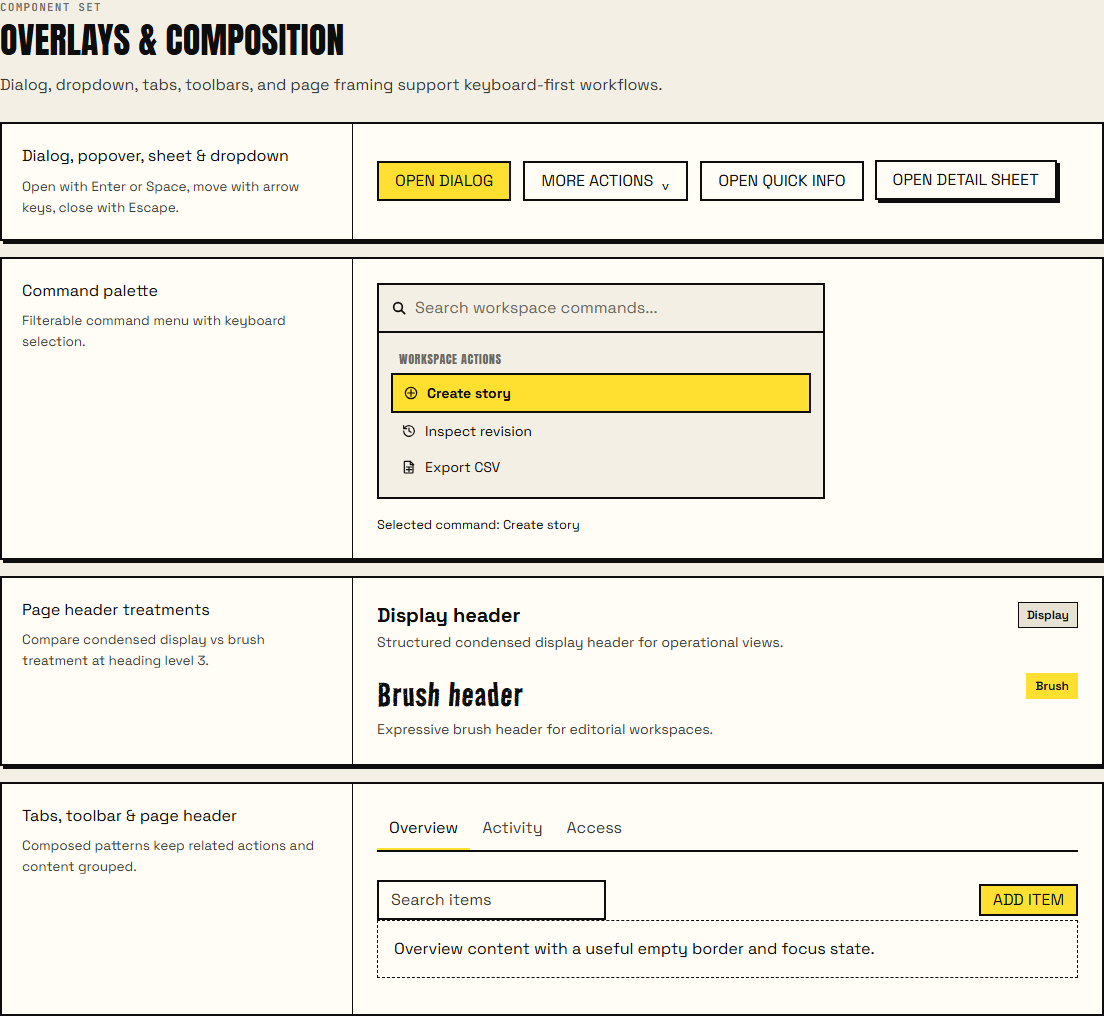 COMPONENT SET
OVERLAYS & COMPOSITION
Dialog, dropdown, tabs, toolbars, and page framing support keyboard-first workflows.
Dialog, popover, sheet & dropdown
Open with Enter or Space, move with arrow
keys, close with Escape.
OPEN DIALOG
MORE ACTIONS v
OPEN QUICK INFO
OPEN DETAIL SHEET
Command palette
Filterable command menu with keyboard
selection.
Search workspace commands...
WORKSPACE ACTIONS
Create story
Inspect revision
Export CSV
Selected command: Create story
Page header treatments
Compare condensed display vs brush
treatment at heading level 3.
Display header
Display
Structured condensed display header for operational views.
Brush header
Brush
Expressive brush header for editorial workspaces.
Tabs, toolbar & page header
Composed patterns keep related actions and
content grouped.
Overview Activity Access
Search items
ADD ITEM
Overview content with a useful empty border and focus state.